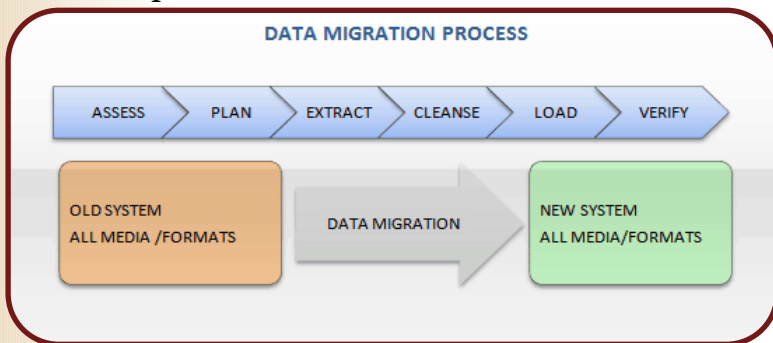 DATA MIGRATION PROCESS
ASSESS PLAN EXTRACT CLEANSE LOAD VERIFY
OLD SYSTEM
ALL MEDIA /FORMATS
DATA MIGRATION
NEW SYSTEM
ALL MEDIA/FORMATS